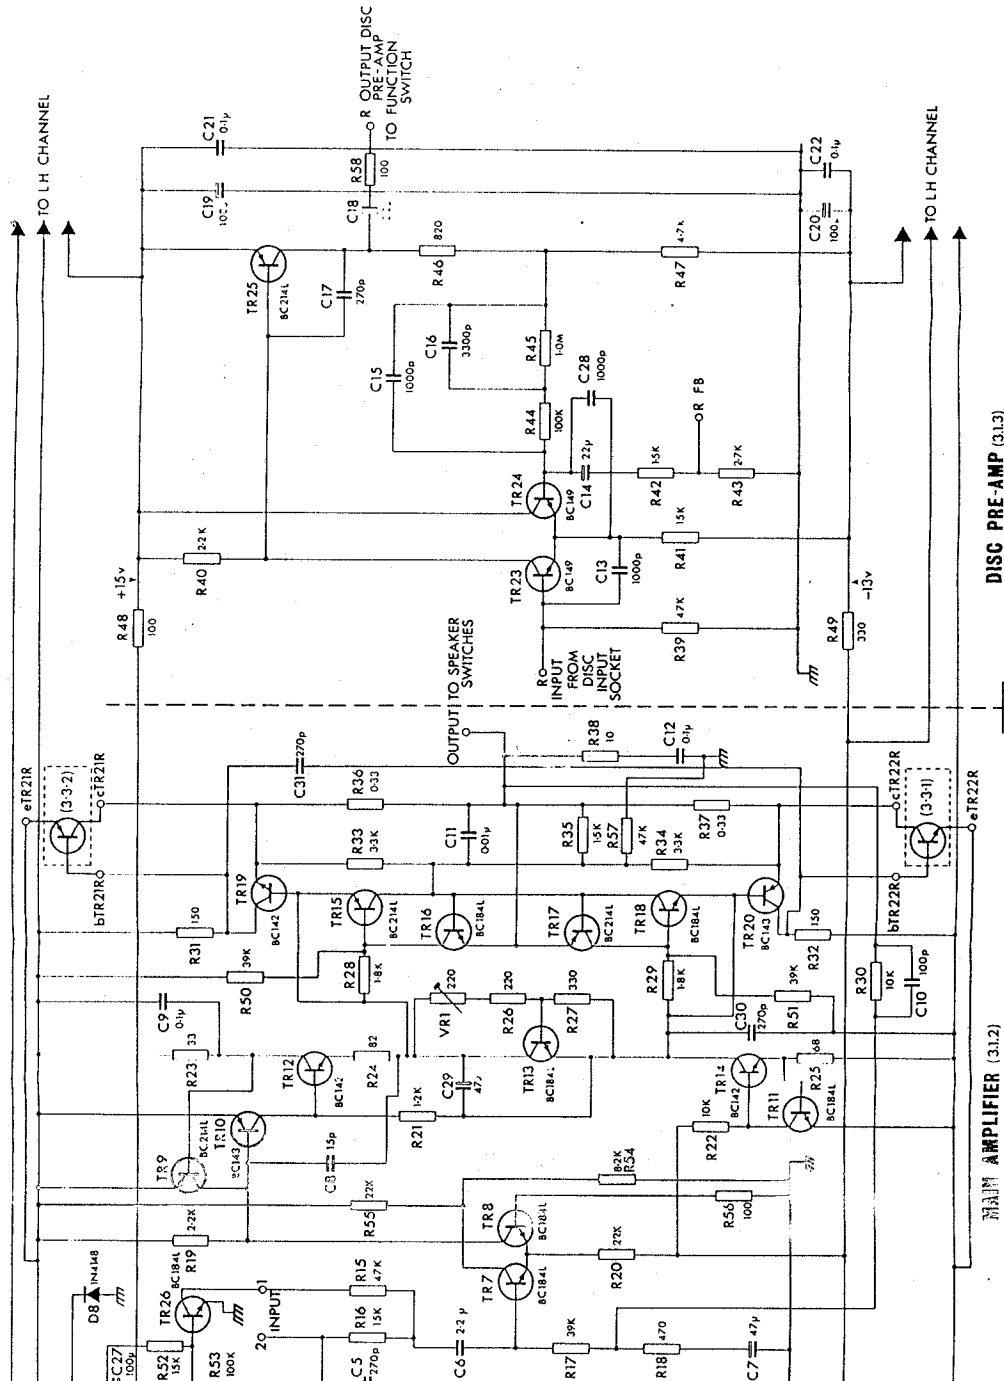 R OUTPUT DISC
PRE-AMP
TO FUNCTION
SWITCH
TO LH CHANNEL
C21
0·1µ
C19
R58
100
C18
C22
0·1µ
C20
100
TO LH CHANNEL
TR25
BC214L
C17
270p
R46
820
R47
4·7K
C16
3300p
C15
1000p
R45
1·0M
R44
100K
C28
1000p
R FB
TR24
BC149
C14
22µ
R42
1·5K
R43
2·7K
R40
2·2K
TR23
BC149
C13
1000p
R41
15K
+15v
R48
100
R39
47K
R49
330
−13v
R
INPUT
FROM
DISC
INPUT
SOCKET
DISC PRE-AMP (3.1.3)
OUTPUT TO SPEAKER
SWITCHES
R38
10
C12
0·1µ
C31
270p
eTR21R
(3·3·2)
cTR21R
bTR21R
R36
0·33
R33
3·3K
C11
0·01µ
R35
1·5K
R57
47K
R37
0·33
R34
3·3K
cTR22R
(3·3·1)
eTR22R
bTR22R
TR19
BC142
TR15
BC214L
TR16
BC184L
TR17
BC214L
TR18
BC184L
TR20
BC143
R31
150
R50
39K
R28
1·8K
R29
1·8K
R32
150
R30
10K
C10
100p
R51
39K
C30
270p
VR1
220
R26
220
R27
330
C9
0·1µ
R23
33
TR12
BC142
R24
82
C29
47µ
TR13
BC184L
TR14
BC142
R25
68
TR11
BC184L
R22
10K
R21
1·2K
TR10
BC143
TR9
BC214L
C8
15p
R55
22K
R54
8·2K
R56
100
TR8
BC184L
TR7
BC184L
R20
22K
R19
2·2K
D8
1N4148
TR26
BC184L
1
2
INPUT
R15
47K
R16
15K
C5
270p
C6
2·2µ
R17
39K
R18
470
C7
47µ
C27
100µ
R52
15K
R53
100K
MAIN AMPLIFIER (3.1.2)